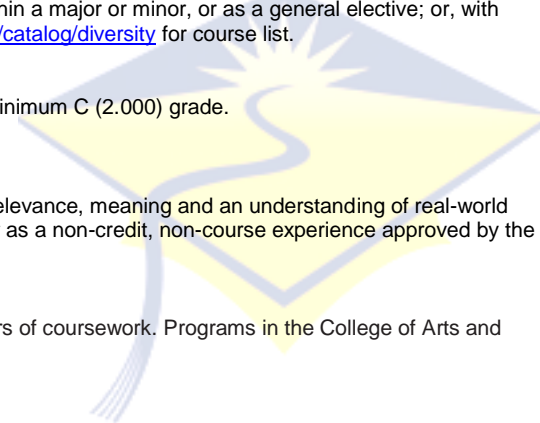 hin a major or minor, or as a general elective; or, with
/catalog/diversity for course list.
inimum C (2.000) grade.
elevance, meaning and an understanding of real-world
as a non-credit, non-course experience approved by the
rs of coursework. Programs in the College of Arts and